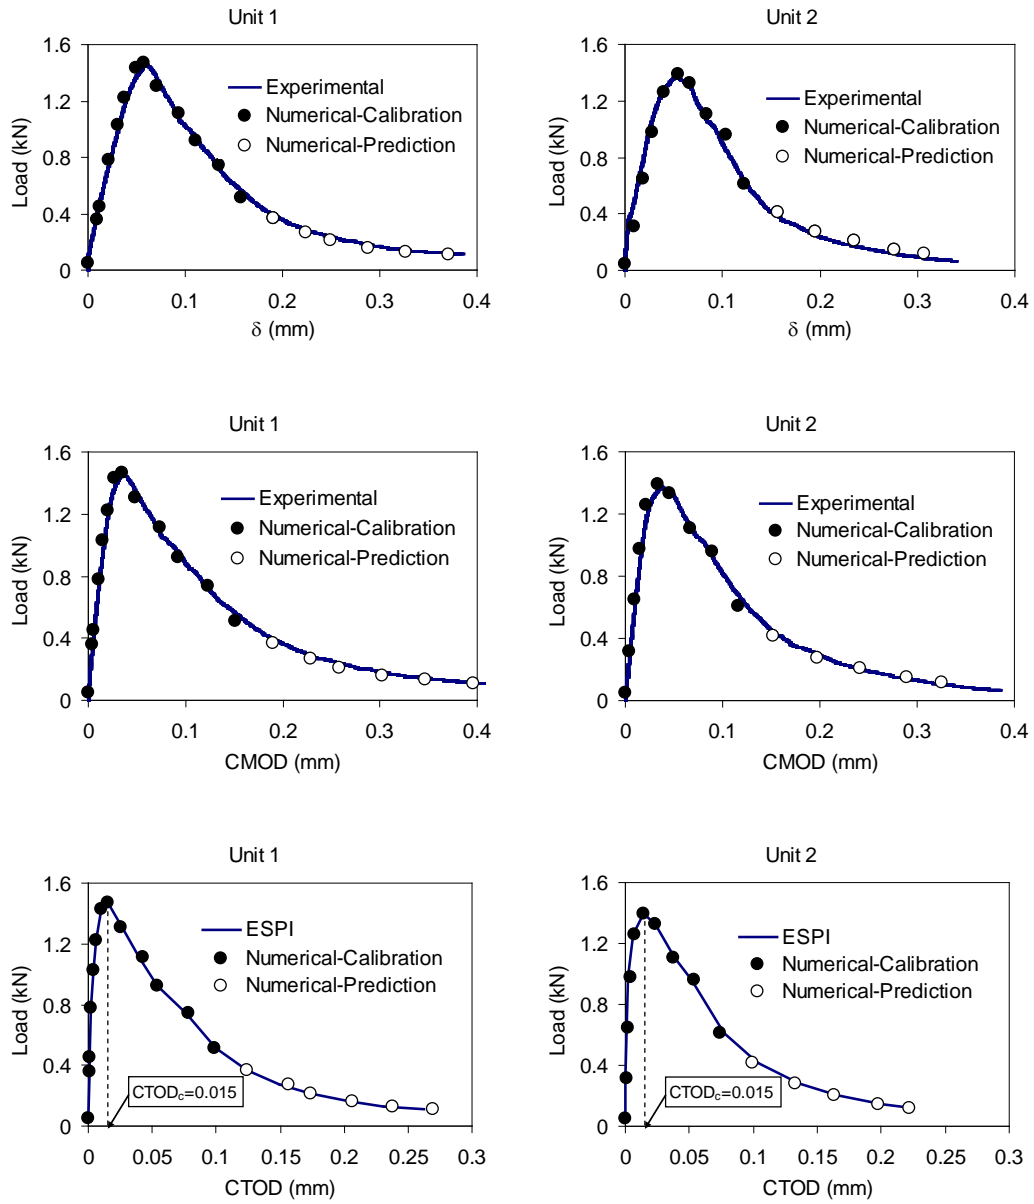 Unit 1
1.6
1.2
0.8
0.4
0
Load (kN)
Experimental
Numerical-Calibration
Numerical-Prediction
0 0.1 0.2 0.3 0.4
δ (mm)
Unit 2
1.6
1.2
0.8
0.4
0
Load (kN)
Experimental
Numerical-Calibration
Numerical-Prediction
0 0.1 0.2 0.3 0.4
δ (mm)
Unit 1
1.6
1.2
0.8
0.4
0
Load (kN)
Experimental
Numerical-Calibration
Numerical-Prediction
0 0.1 0.2 0.3 0.4
CMOD (mm)
Unit 2
1.6
1.2
0.8
0.4
0
Load (kN)
Experimental
Numerical-Calibration
Numerical-Prediction
0 0.1 0.2 0.3 0.4
CMOD (mm)
Unit 1
1.6
1.2
0.8
0.4
0
Load (kN)
ESPI
Numerical-Calibration
Numerical-Prediction
CTODc=0.015
0 0.05 0.1 0.15 0.2 0.25 0.3
CTOD (mm)
Unit 2
1.6
1.2
0.8
0.4
0
Load (kN)
ESPI
Numerical-Calibration
Numerical-Prediction
CTODc=0.015
0 0.05 0.1 0.15 0.2 0.25 0.3
CTOD (mm)